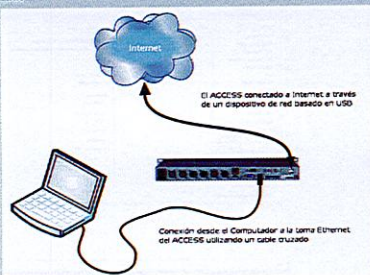 Internet
El ACCESS conectado a Internet a través
de un dispositivo de red basado en USB
Conexión desde el Computador a la toma Ethernet
del ACCESS utilizando un cable cruzado